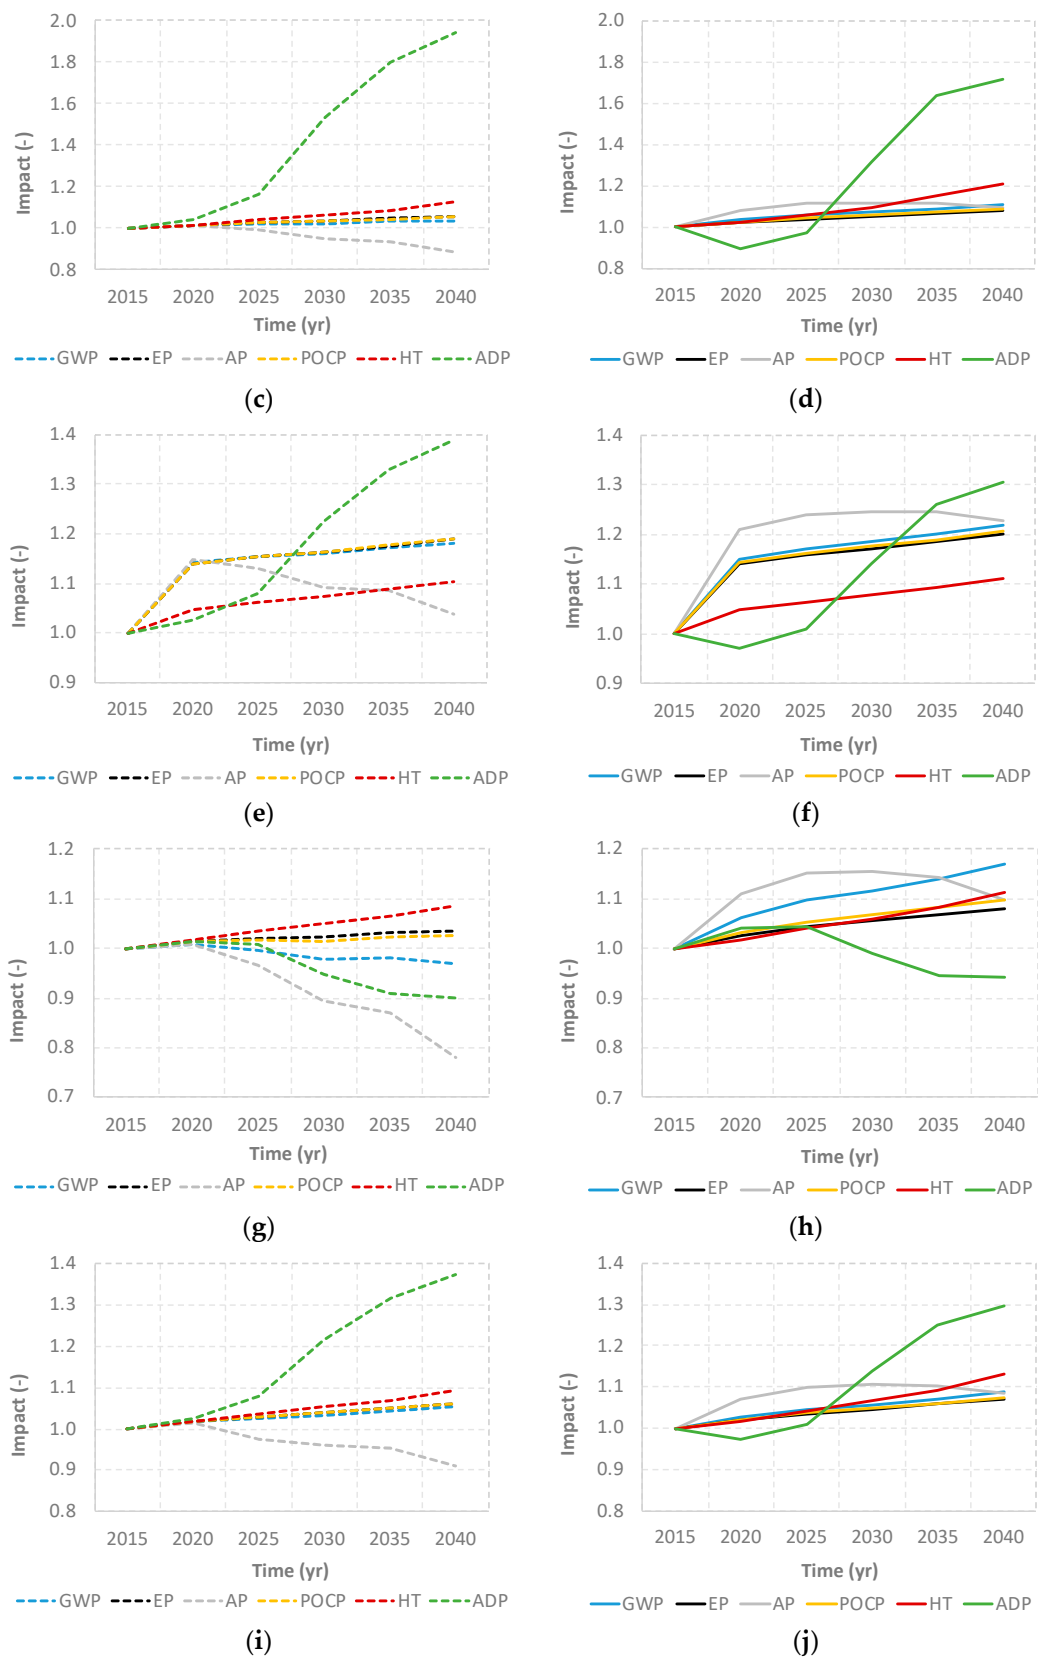 2.0
1.8
1.6
1.4
1.2
1.0
0.8
Impact (-)
2015 2020 2025 2030 2035 2040
Time (yr)
GWP EP AP POCP HT ADP
(c)
2.0
1.8
1.6
1.4
1.2
1.0
0.8
Impact (-)
2015 2020 2025 2030 2035 2040
Time (yr)
GWP EP AP POCP HT ADP
(d)
1.4
1.3
1.2
1.1
1.0
0.9
Impact (-)
2015 2020 2025 2030 2035 2040
Time (yr)
GWP EP AP POCP HT ADP
(e)
1.4
1.3
1.2
1.1
1.0
0.9
Impact (-)
2015 2020 2025 2030 2035 2040
Time (yr)
GWP EP AP POCP HT ADP
(f)
1.2
1.1
1.0
0.9
0.8
0.7
Impact (-)
2015 2020 2025 2030 2035 2040
Time (yr)
GWP EP AP POCP HT ADP
(g)
1.2
1.1
1.0
0.9
0.8
0.7
Impact (-)
2015 2020 2025 2030 2035 2040
Time (yr)
GWP EP AP POCP HT ADP
(h)
1.4
1.3
1.2
1.1
1.0
0.9
0.8
Impact (-)
2015 2020 2025 2030 2035 2040
Time (yr)
GWP EP AP POCP HT ADP
(i)
1.4
1.3
1.2
1.1
1.0
0.9
0.8
Impact (-)
2015 2020 2025 2030 2035 2040
Time (yr)
GWP EP AP POCP HT ADP
(j)